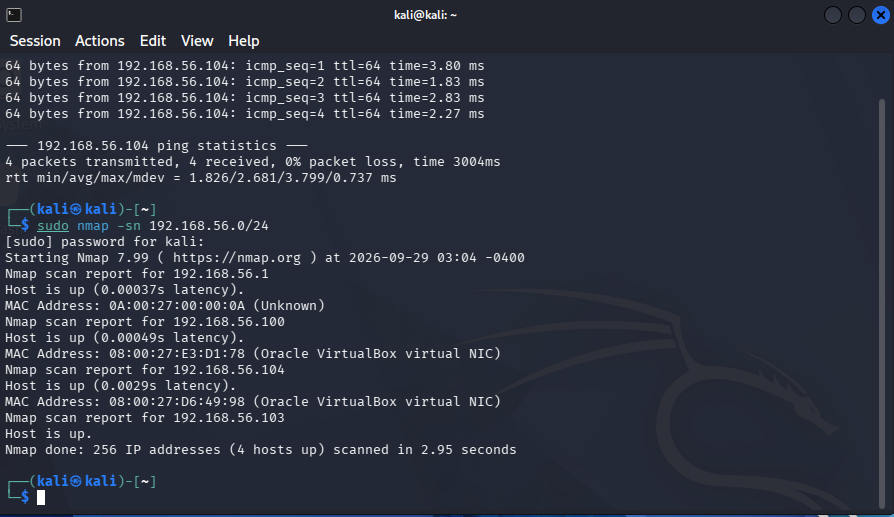 kali@kali: ~
Session Actions Edit View Help
64 bytes from 192.168.56.104: icmp_seq=1 ttl=64 time=3.80 ms
64 bytes from 192.168.56.104: icmp_seq=2 ttl=64 time=1.83 ms
64 bytes from 192.168.56.104: icmp_seq=3 ttl=64 time=2.83 ms
64 bytes from 192.168.56.104: icmp_seq=4 ttl=64 time=2.27 ms
--- 192.168.56.104 ping statistics ---
4 packets transmitted, 4 received, 0% packet loss, time 3004ms
rtt min/avg/max/mdev = 1.826/2.681/3.799/0.737 ms
┌──(kali㉿kali)-[~]
└─$ sudo nmap -sn 192.168.56.0/24
[sudo] password for kali:
Starting Nmap 7.99 ( https://nmap.org ) at 2026-09-29 03:04 -0400
Nmap scan report for 192.168.56.1
Host is up (0.00037s latency).
MAC Address: 0A:00:27:00:00:0A (Unknown)
Nmap scan report for 192.168.56.100
Host is up (0.00049s latency).
MAC Address: 08:00:27:E3:D1:78 (Oracle VirtualBox virtual NIC)
Nmap scan report for 192.168.56.104
Host is up (0.0029s latency).
MAC Address: 08:00:27:D6:49:98 (Oracle VirtualBox virtual NIC)
Nmap scan report for 192.168.56.103
Host is up.
Nmap done: 256 IP addresses (4 hosts up) scanned in 2.95 seconds
┌──(kali㉿kali)-[~]
└─$